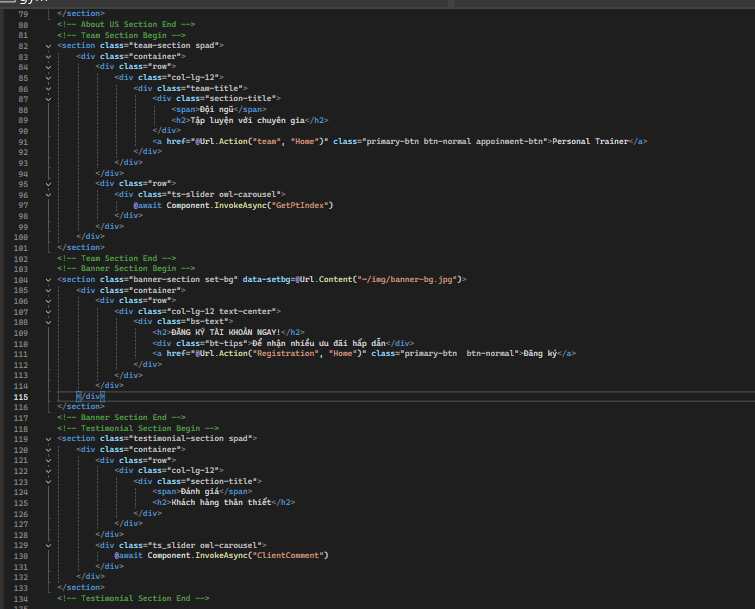 79 </section>
80 <!-- About US Section End -->
81 <!-- Team Section Begin -->
82 <section class="team-section spad">
83 <div class="container">
84 <div class="row">
85 <div class="col-lg-12">
86 <div class="team-title">
87 <div class="section-title">
88 <span>Đội ngũ</span>
89 <h2>Tập luyện với chuyên gia</h2>
90 </div>
91 <a href="@Url.Action("team", "Home")" class="primary-btn btn-normal appoinment-btn">Personal Trainer</a>
92 </div>
93 </div>
94 </div>
95 <div class="row">
96 <div class="ts-slider owl-carousel">
97 @await Component.InvokeAsync("GetPtIndex")
98 </div>
99 </div>
100 </div>
101 </section>
102 <!-- Team Section End -->
103 <!-- Banner Section Begin -->
104 <section class="banner-section set-bg" data-setbg=@Url.Content("~/img/banner-bg.jpg")>
105 <div class="container">
106 <div class="row">
107 <div class="col-lg-12 text-center">
108 <div class="bs-text">
109 <h2>ĐĂNG KÝ TÀI KHOẢN NGAY!</h2>
110 <div class="bt-tips">Để nhận nhiều ưu đãi hấp dẫn</div>
111 <a href="@Url.Action("Registration", "Home")" class="primary-btn  btn-normal">Đăng ký</a>
112 </div>
113 </div>
114 </div>
115 </div>
116 </section>
117 <!-- Banner Section End -->
118 <!-- Testimonial Section Begin -->
119 <section class="testimonial-section spad">
120 <div class="container">
121 <div class="row">
122 <div class="col-lg-12">
123 <div class="section-title">
124 <span>Đánh giá</span>
125 <h2>Khách hàng thân thiết</h2>
126 </div>
127 </div>
128 </div>
129 <div class="ts_slider owl-carousel">
130 @await Component.InvokeAsync("ClientComment")
131 </div>
132 </div>
133 </section>
134 <!-- Testimonial Section End -->